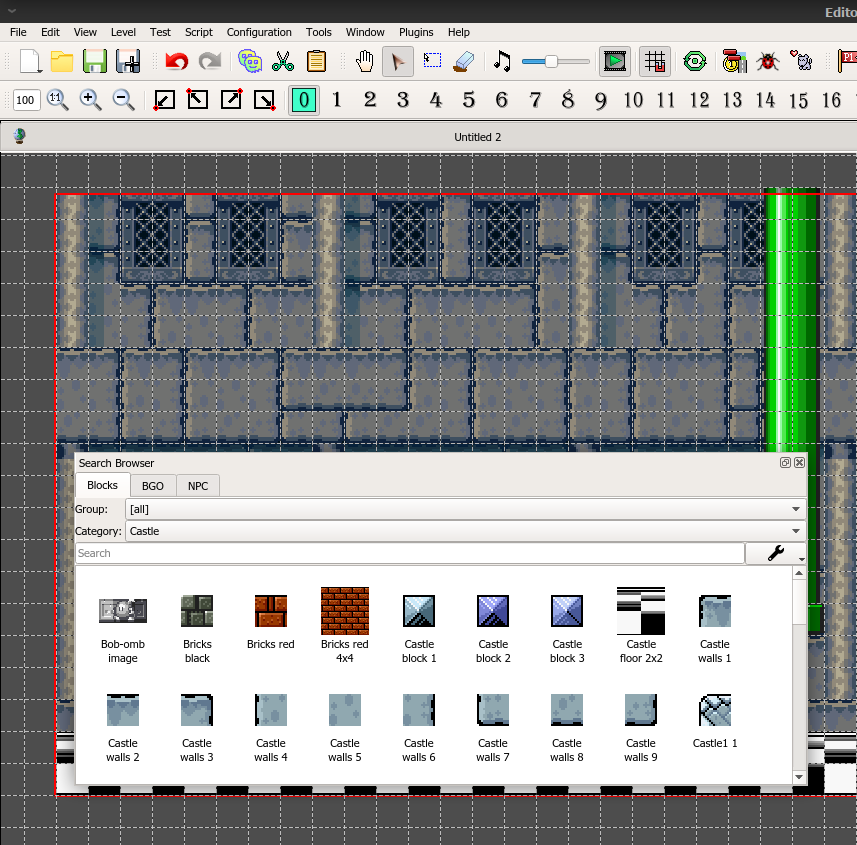 Edito
File Edit View Level Test Script Configuration Tools Window Plugins Help
P1
100 1:1 0 1 2 3 4 5 6 7 8 9 10 11 12 13 14 15 16
Untitled 2
Search Browser
Blocks BGO NPC
Group: [all]
Category: Castle
Search
Bob-omb image
Bricks black
Bricks red
Bricks red 4x4
Castle block 1
Castle block 2
Castle block 3
Castle floor 2x2
Castle walls 1
Castle walls 2
Castle walls 3
Castle walls 4
Castle walls 5
Castle walls 6
Castle walls 7
Castle walls 8
Castle walls 9
Castle1 1